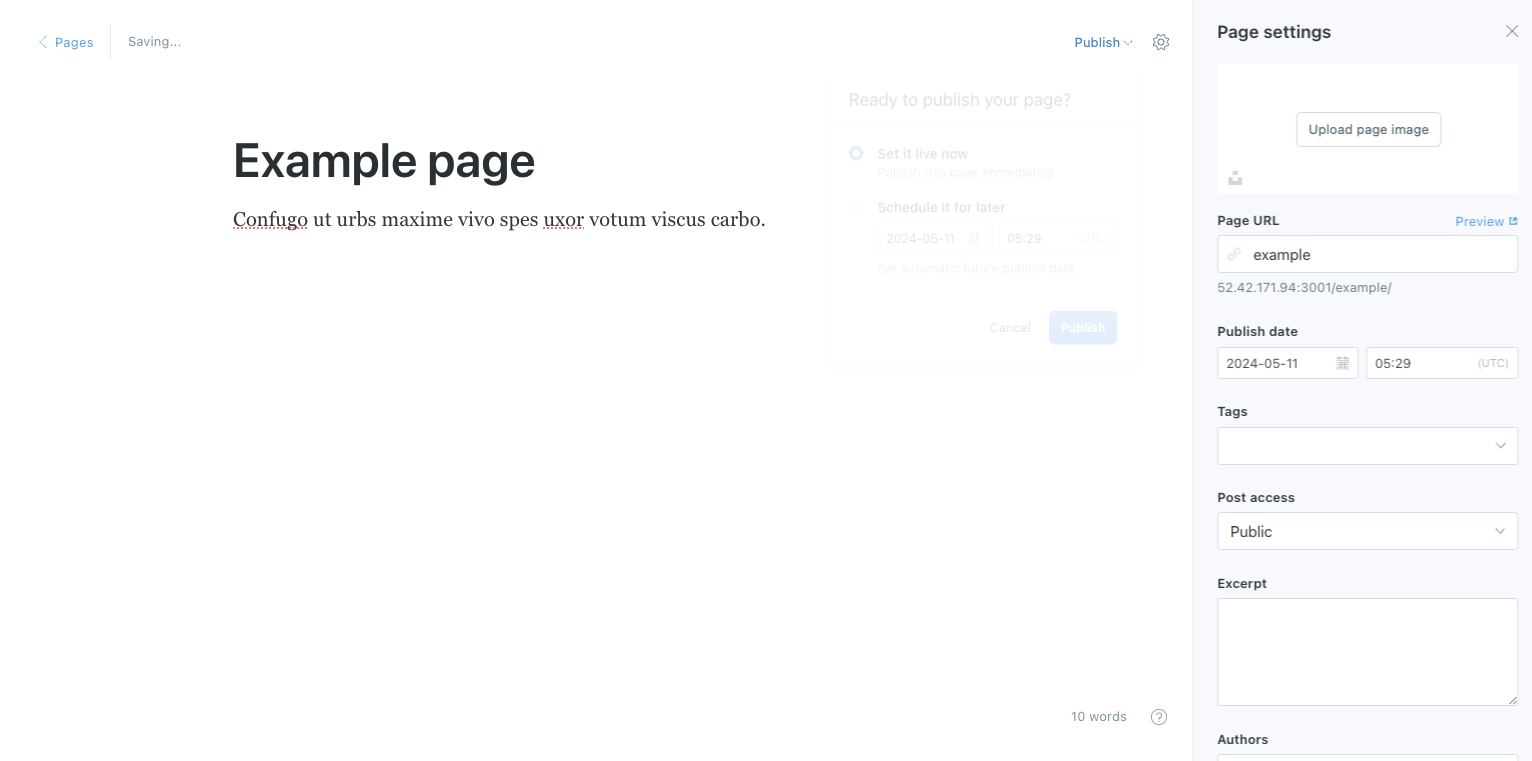 Pages
Saving...
Publish
Ready to publish your page?
Set it live now
Publish this page immediately
Schedule it for later
2024-05-11
05:29
(UTC)
Set automatic future publish date
Cancel
Publish
Example page
Confugo ut urbs maxime vivo spes uxor votum viscus carbo.
10 words
Page settings
Upload page image
Page URL
Preview
example
52.42.171.94:3001/example/
Publish date
2024-05-11
05:29
(UTC)
Tags
Post access
Public
Excerpt
Authors